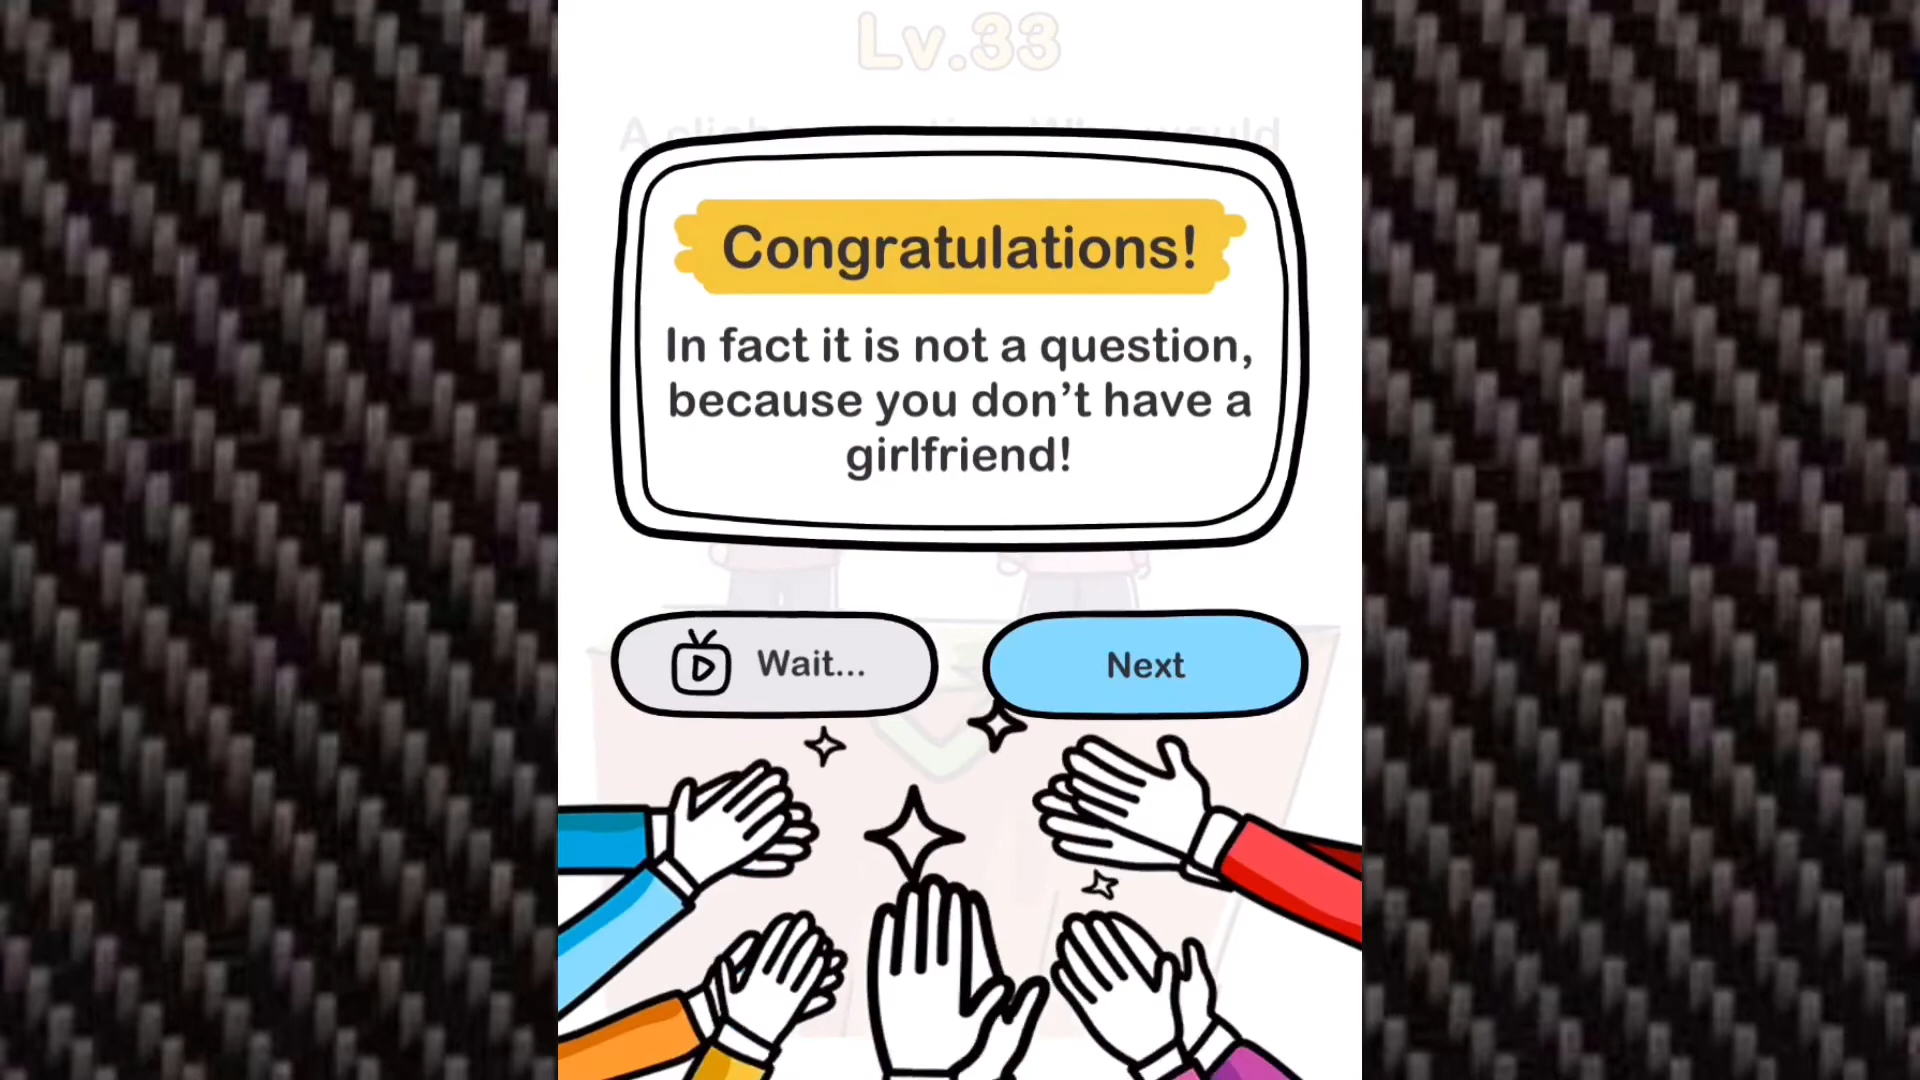 Lv.33
Congratulations!
In fact it is not a question,
because you don’t have a
girlfriend!
Wait...
Next